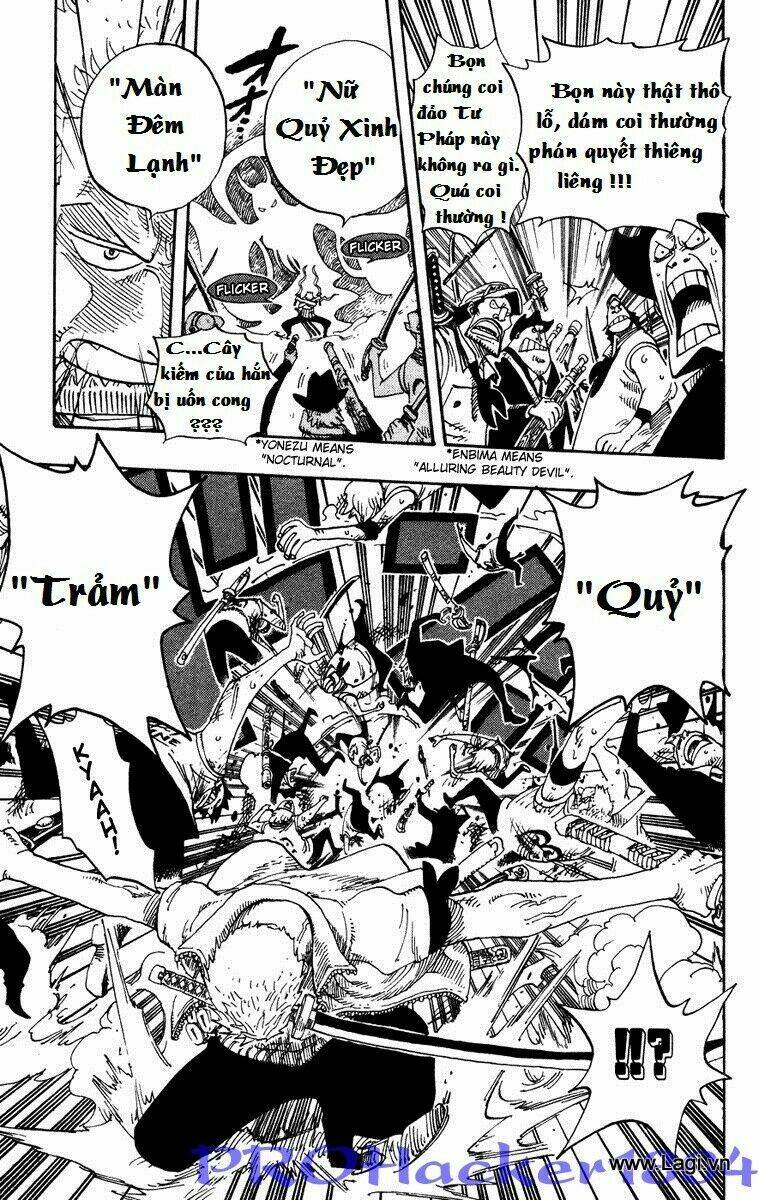 Bọn này thật thô
lỗ, dám coi thường
phán quyết thiêng
liêng !!!
Bọn
chúng coi
đảo Tư
Pháp này
không ra gì.
Quá coi
thường !
"Nữ
Quỷ Xinh
Đẹp"
FLICKER
FLICKER
"Màn
Đêm
Lạnh"
C...Cây
kiếm của hắn
bị uốn cong
???
*YONEZU MEANS
"NOCTURNAL".
*ENBIMA MEANS
"ALLURING BEAUTY DEVIL".
"Quỷ"
"Trảm"
KYAAH!
!!?
www.Lagi.vn
PROHacker1804